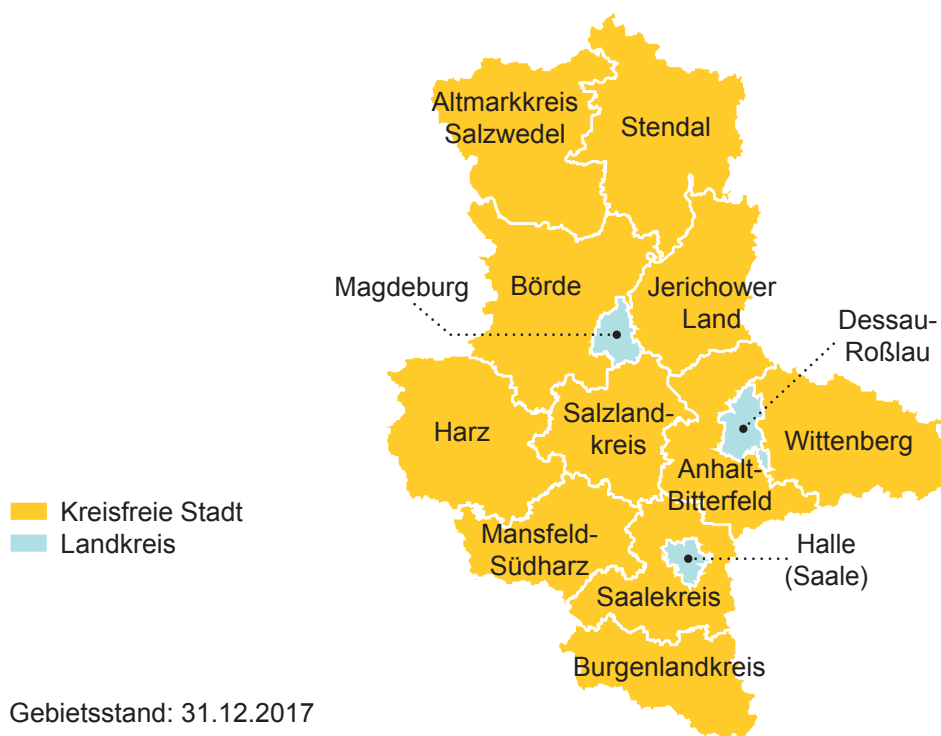 Altmarkkreis
Salzwedel
Stendal
Magdeburg
Börde
Jerichower
Land
Dessau-
Roßlau
Harz
Salzland-
kreis
Wittenberg
Anhalt-
Bitterfeld
Kreisfreie Stadt
Landkreis
Mansfeld-
Südharz
Halle
(Saale)
Saalekreis
Burgenlandkreis
Gebietsstand: 31.12.2017